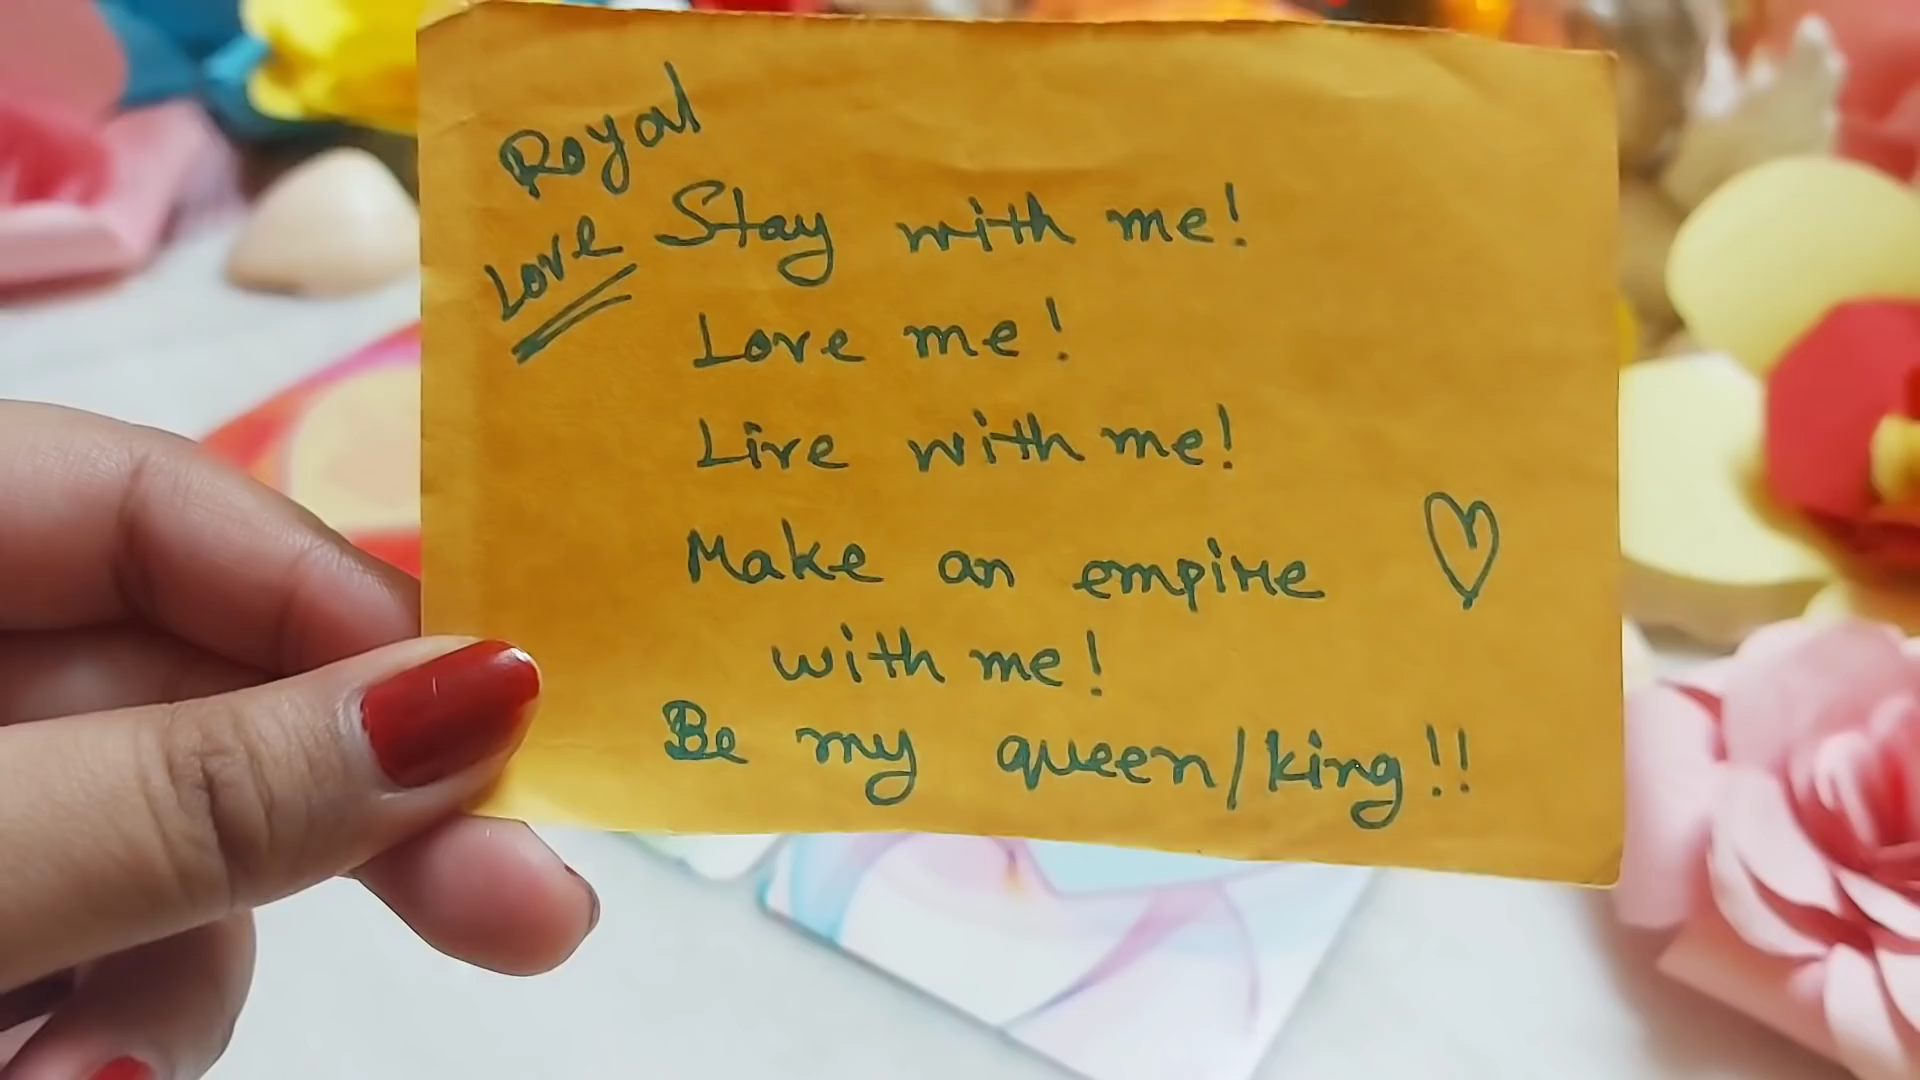 Royal
Love
Stay with me!
Love me!
Live with me!
Make an empire
with me!
Be my queen/king!!